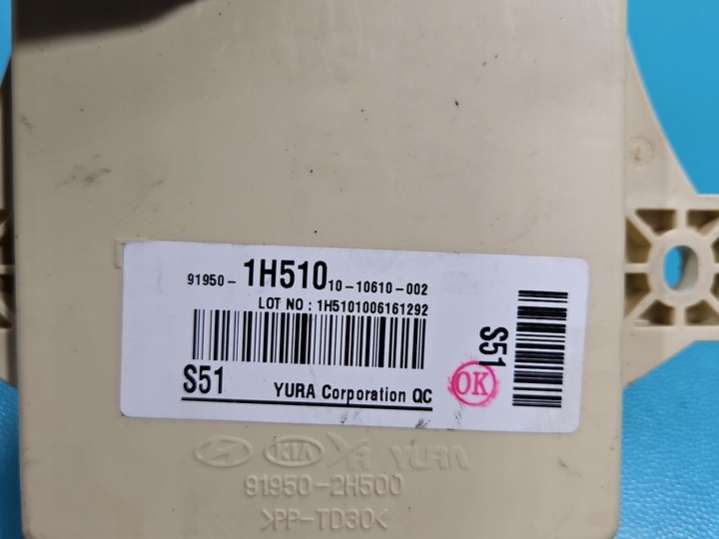 91950- 1H510 10-10610-002
LOT NO : 1H5101006161292
S51
YURA Corporation QC
S51
OK
KIA YURA
91950-2H500
>PP-TD30<